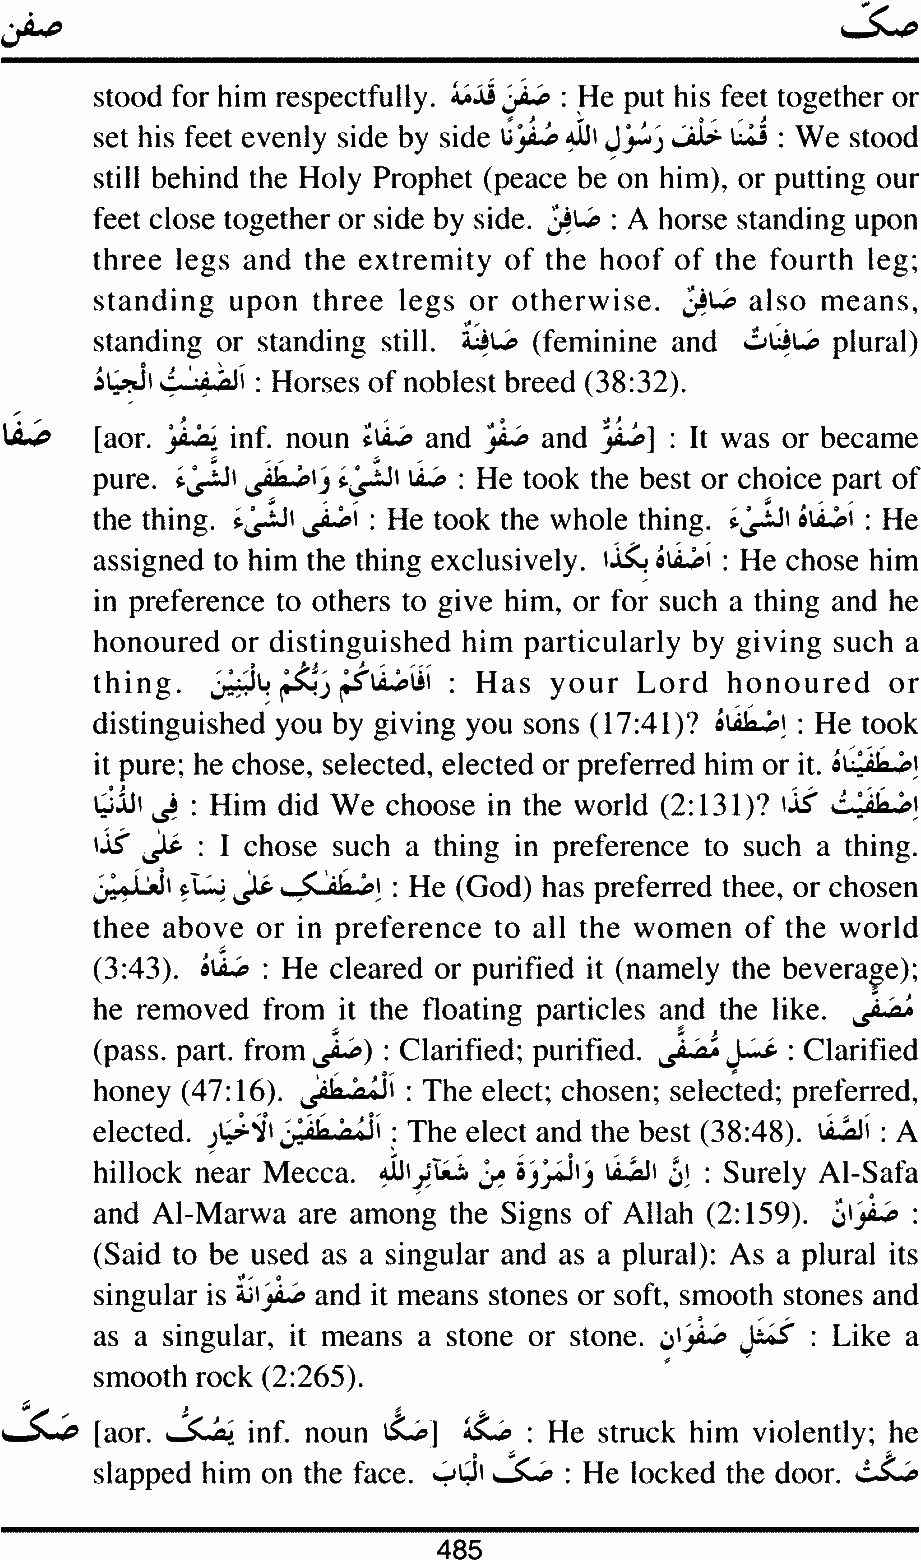 صفن صكّ
stood for him respectfully. صَفَنَ قَدَمَهٗ : He put his feet together or
set his feet evenly side by side قُمْنَا خَلْفَ رَسُوْلِ اللّٰهِ صُفُوْنًا : We stood
still behind the Holy Prophet (peace be on him), or putting our
feet close together or side by side. صَافِنٌ : A horse standing upon
three legs and the extremity of the hoof of the fourth leg;
standing upon three legs or otherwise. صَافِنٌ also means,
standing or standing still. صَافِنَةٌ (feminine and صَافِنَاتٌ plural)
اَلصّٰفِنٰتُ الْجِيَادُ : Horses of noblest breed (38:32).
صَفَا [aor. يَصْفُوْ inf. noun صَفَاءٌ and صَفْوٌ and صُفُوٌّ] : It was or became
pure. صَفَا الشَّيْءَ وَاصْطَفَى الشَّيْءَ : He took the best or choice part of
the thing. اَصْفَى الشَّيْءَ : He took the whole thing. اَصْفَاهُ الشَّيْءَ : He
assigned to him the thing exclusively. اَصْفَاهُ بِكَذَا : He chose him
in preference to others to give him, or for such a thing and he
honoured or distinguished him particularly by giving such a
thing. اَفَاَصْفَاكُمْ رَبُّكُمْ بِالْبَنِيْنَ : Has your Lord honoured or
distinguished you by giving you sons (17:41)? اِصْطَفَاهُ : He took
it pure; he chose, selected, elected or preferred him or it. اِصْطَفَيْنَاهُ
فِى الدُّنْيَا : Him did We choose in the world (2:131)? اِصْطَفَيْتُ كَذَا
عَلٰى كَذَا : I chose such a thing in preference to such a thing.
اِصْطَفٰكِ عَلٰى نِسَآءِ الْعٰلَمِيْنَ : He (God) has preferred thee, or chosen
thee above or in preference to all the women of the world
(3:43). صَفَّاهُ : He cleared or purified it (namely the beverage);
he removed from it the floating particles and the like. مُصَفًّى
(pass. part. from صَفَّى) : Clarified; purified. عَسَلٍ مُّصَفًّى : Clarified
honey (47:16). اَلْمُصْطَفٰى : The elect; chosen; selected; preferred,
elected. اَلْمُصْطَفَيْنَ الْاَخْيَارِ : The elect and the best (38:48). اَلصَّفَا : A
hillock near Mecca. اِنَّ الصَّفَا وَالْمَرْوَةَ مِنْ شَعَآئِرِ اللّٰهِ : Surely Al-Safa
and Al-Marwa are among the Signs of Allah (2:159). صَفْوَانٌ :
(Said to be used as a singular and as a plural): As a plural its
singular is صَفْوَانَةٌ and it means stones or soft, smooth stones and
as a singular, it means a stone or stone. كَمَثَلِ صَفْوَانٍ : Like a
smooth rock (2:265).
صَكَّ [aor. يَصُكُّ inf. noun صَكًّا] صَكَّهٗ : He struck him violently; he
slapped him on the face. صَكَّ الْبَابَ : He locked the door. صَكَّتْ
485